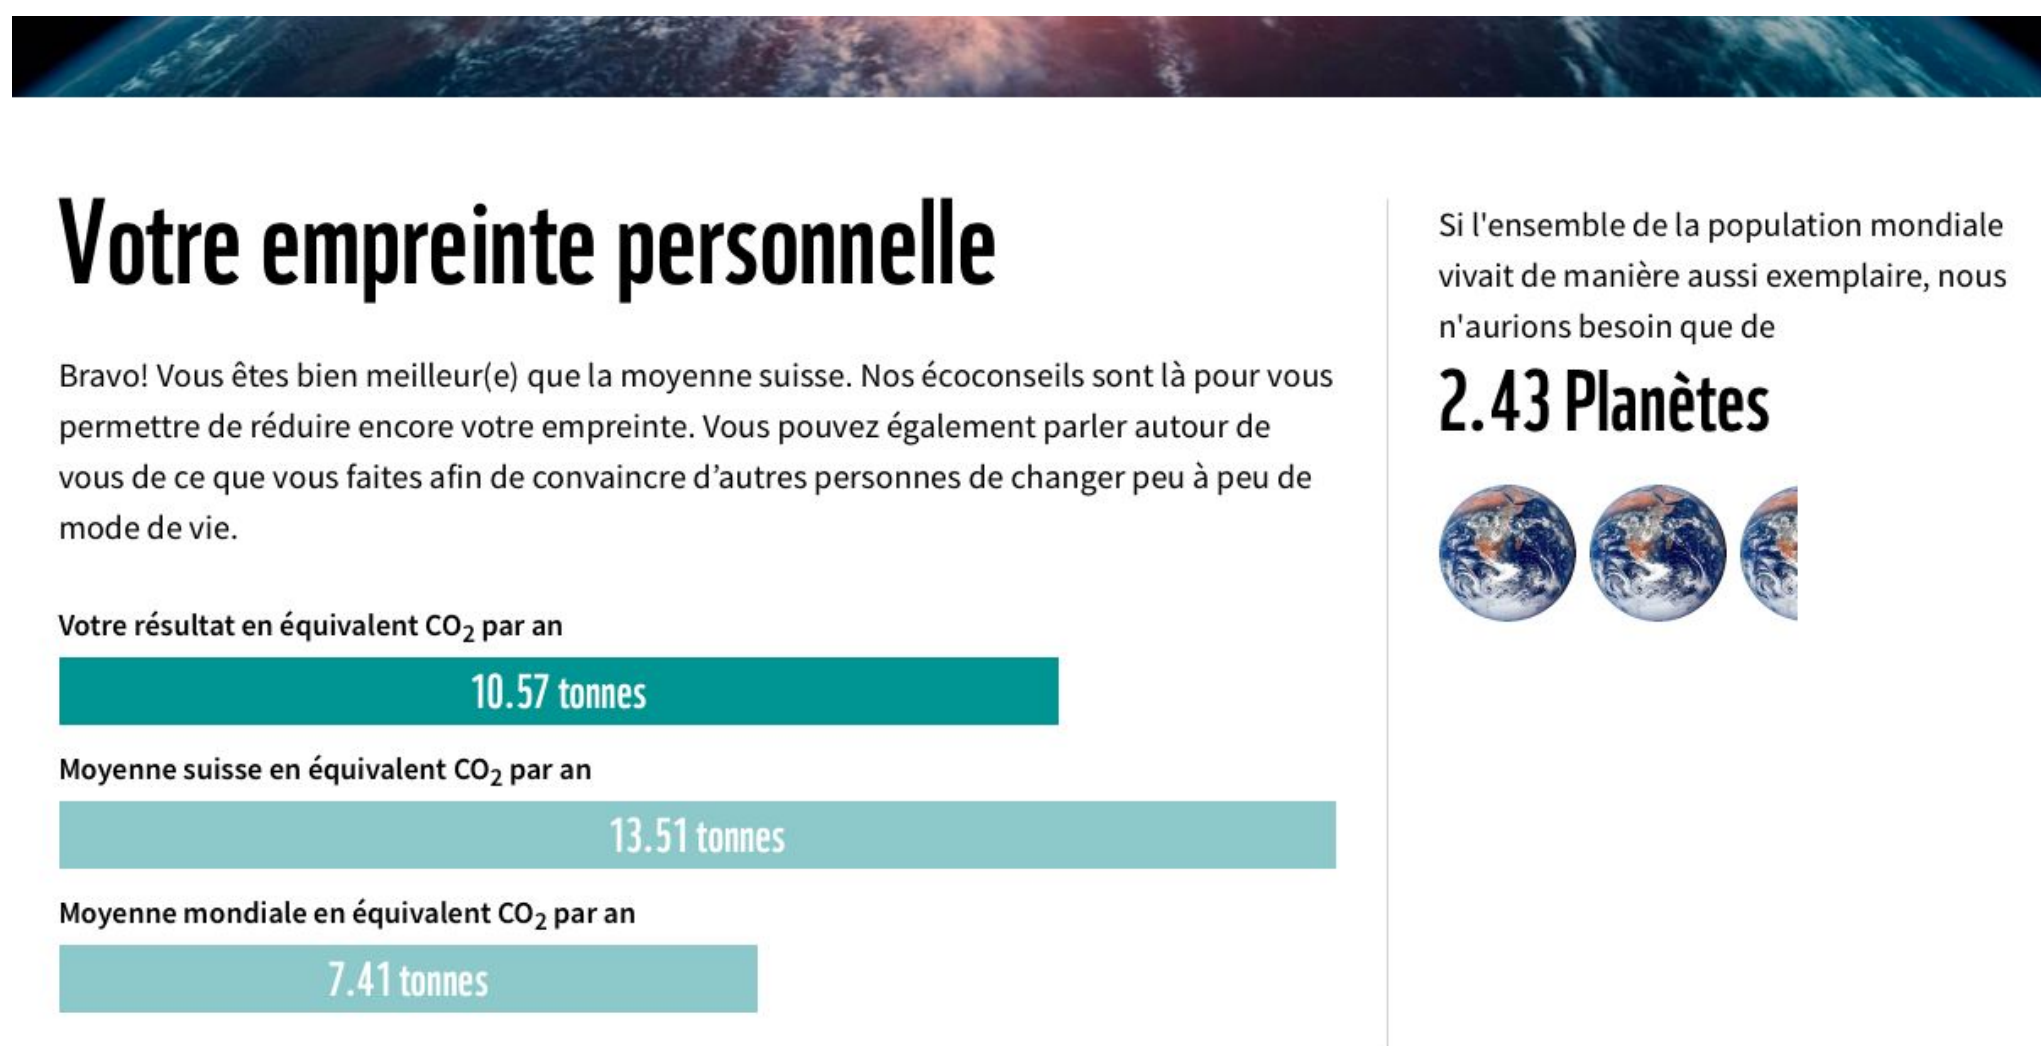 Votre empreinte personnelle
Bravo! Vous êtes bien meilleur(e) que la moyenne suisse. Nos écoconseils sont là pour vous
permettre de réduire encore votre empreinte. Vous pouvez également parler autour de
vous de ce que vous faites afin de convaincre d’autres personnes de changer peu à peu de
mode de vie.
Votre résultat en équivalent CO₂ par an
10.57 tonnes
Moyenne suisse en équivalent CO₂ par an
13.51 tonnes
Moyenne mondiale en équivalent CO₂ par an
7.41 tonnes
Si l'ensemble de la population mondiale
vivait de manière aussi exemplaire, nous
n'aurions besoin que de
2.43 Planètes